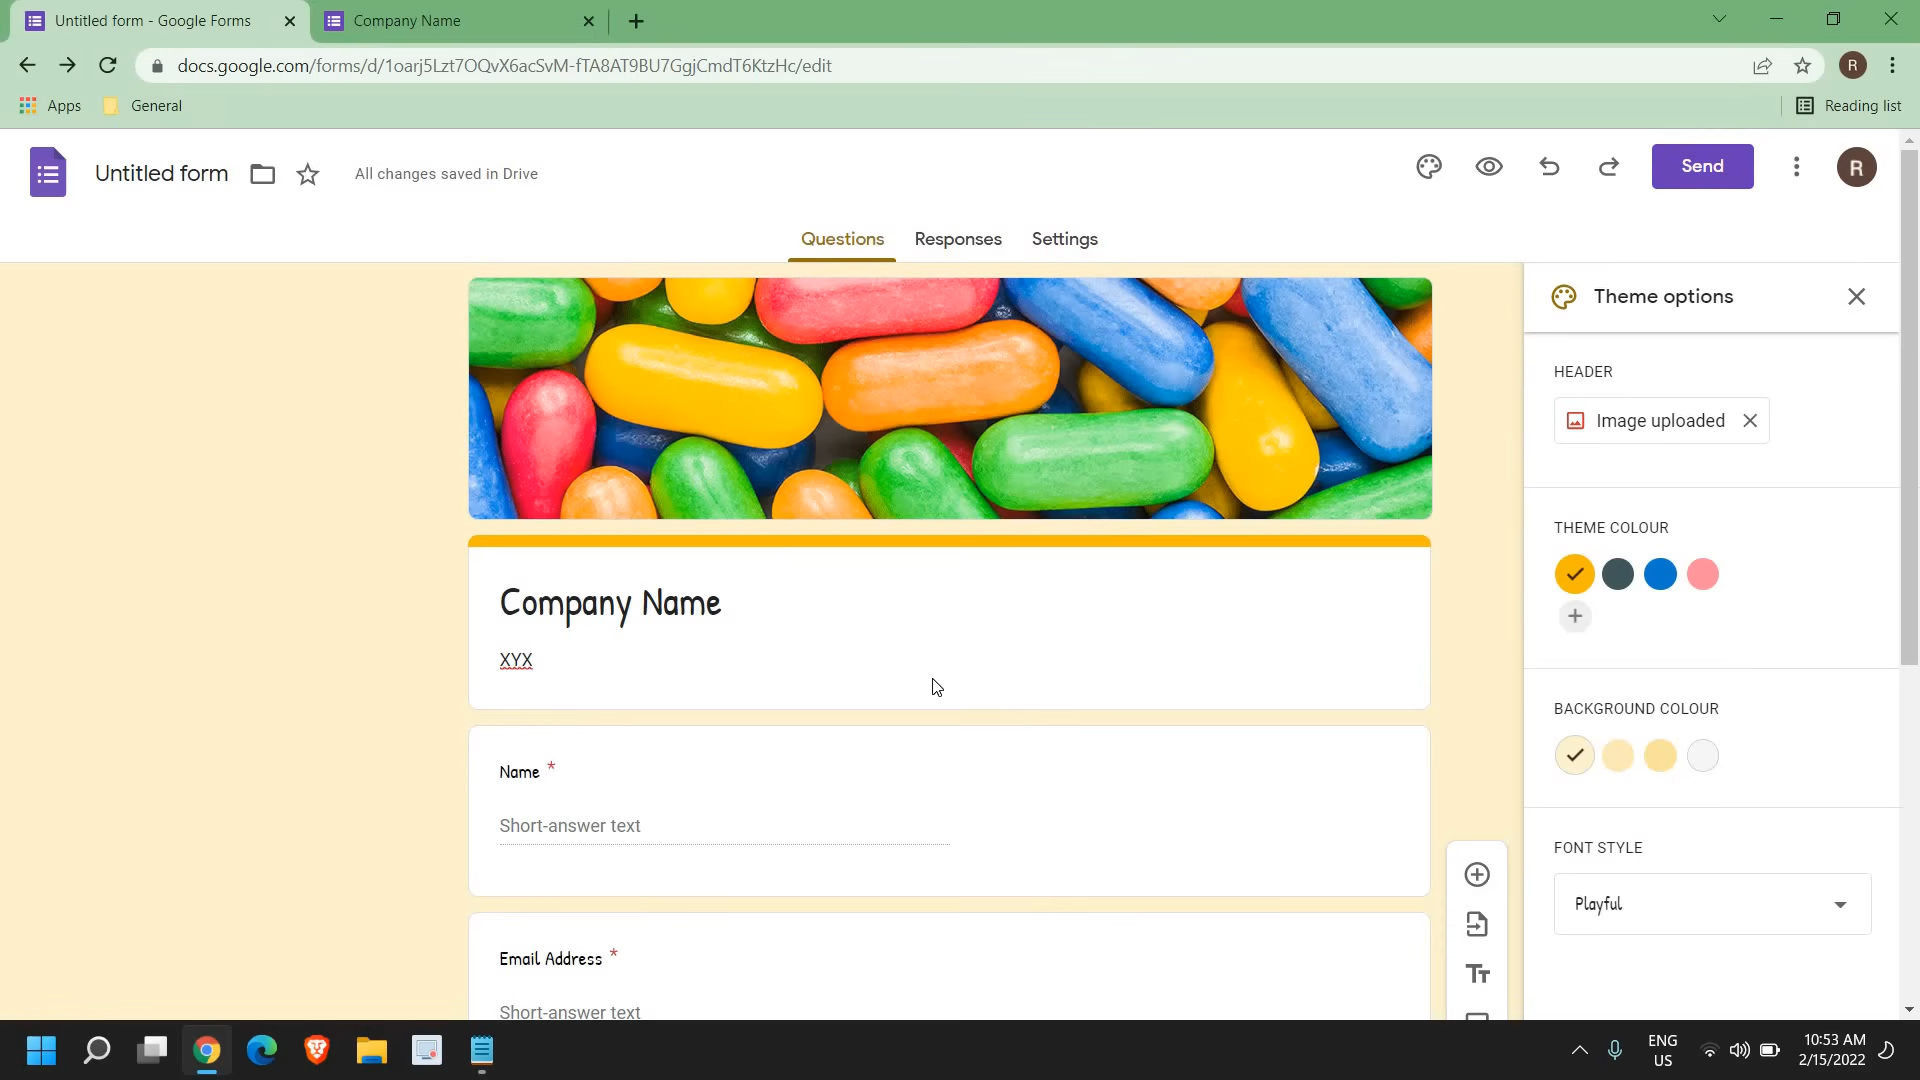 Untitled form - Google Forms
Company Name
docs.google.com/forms/d/1oarj5Lzt7OQvX6acSvM-fTA8AT9BU7GgjCmdT6KtzHc/edit
R
Apps
General
Reading list
Untitled form
All changes saved in Drive
Send
R
Questions
Responses
Settings
Theme options
HEADER
Image uploaded
THEME COLOUR
Company Name
XYX
BACKGROUND COLOUR
Name *
Short-answer text
FONT STYLE
Playful
Email Address *
Short-answer text
Tт
ENG
US
10:53 AM
2/15/2022